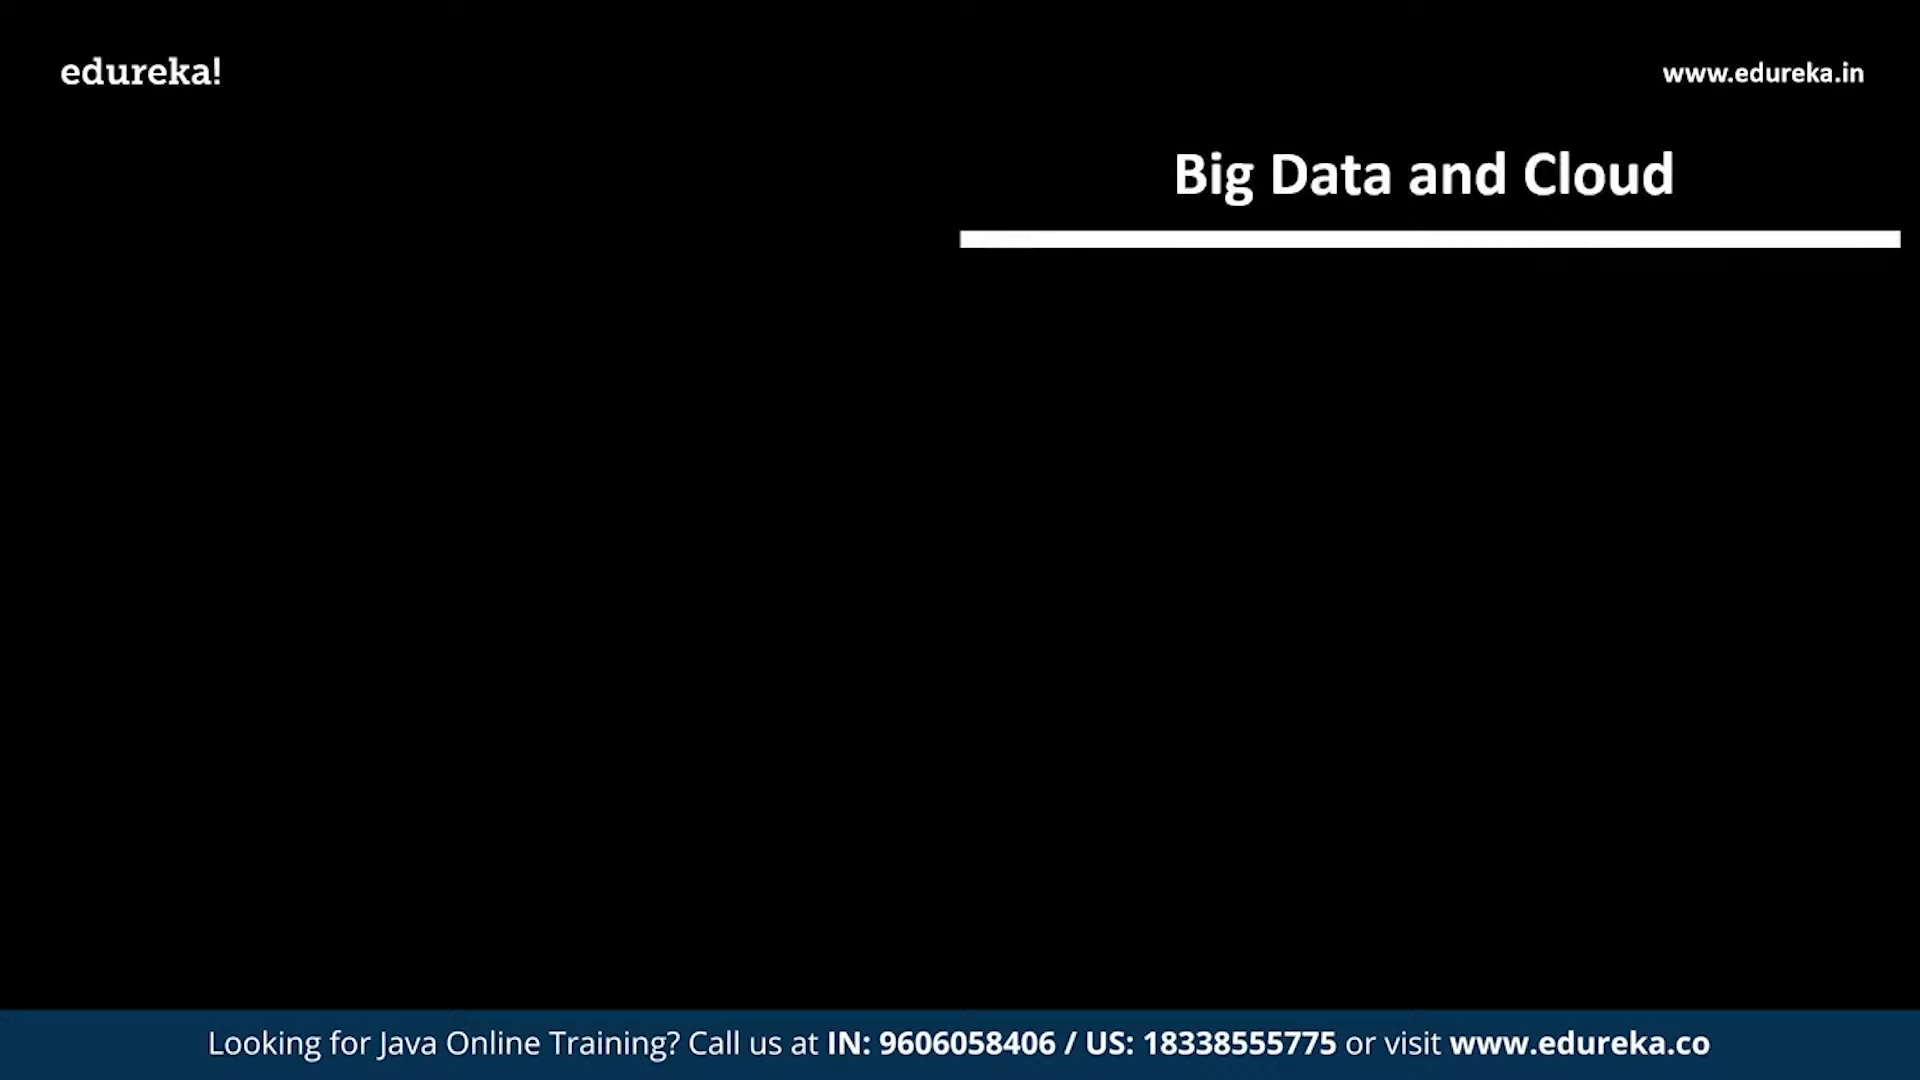 edureka!
www.edureka.in
Big Data and Cloud
Looking for Java Online Training? Call us at IN: 9606058406 / US: 18338555775 or visit www.edureka.co